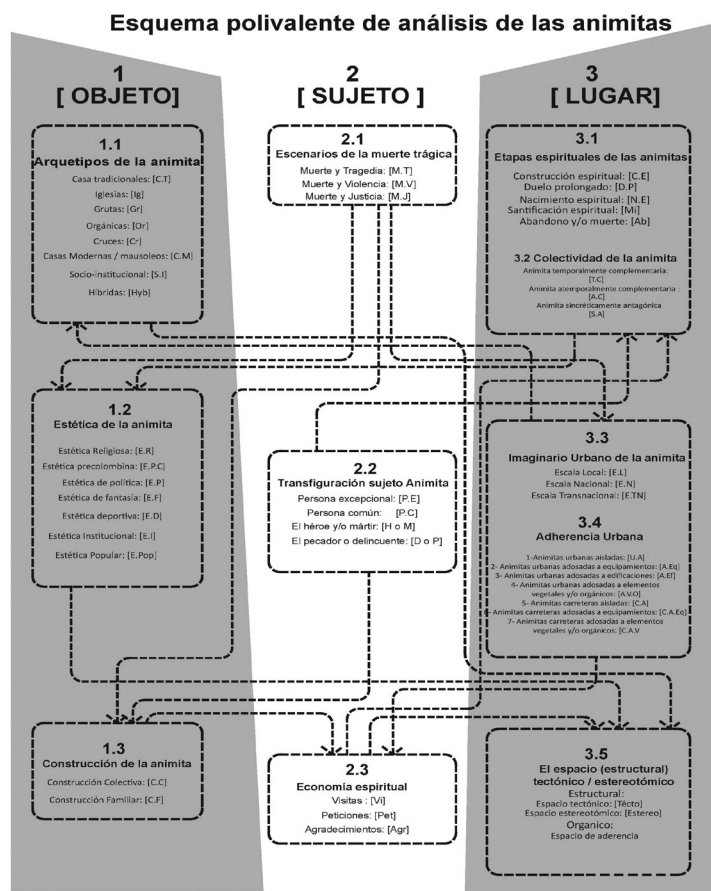 Esquema polivalente de análisis de las animitas
1
[ OBJETO]
1.1
Arquetipos de la animita
Casa tradicionales: [C.T]
Iglesias: [Ig]
Grutas: [Gr]
Orgánicas: [Or]
Cruces: [Cr]
Casas Modernas / mausoleos: [C.M]
Socio-institucional: [S.I]
Híbridas: [Hyb]
1.2
Estética de la animita
Estética Religiosa: [E.R]
Estética precolombina: [E.P.C]
Estética de política: [E.P]
Estética de fantasía: [E.F]
Estética deportiva: [E.D]
Estética Institucional: [E.I]
Estética Popular: [E.Pop]
1.3
Construcción de la animita
Construcción Colectiva: [C.C]
Construcción Familiar: [C.F]
2
[ SUJETO ]
2.1
Escenarios de la muerte trágica
Muerte y Tragedia: [M.T]
Muerte y Violencia: [M.V]
Muerte y Justicia: [M.J]
2.2
Transfiguración sujeto Animita
Persona excepcional: [P.E]
Persona común: [P.C]
El héroe y/o mártir: [H o M]
El pecador o delincuente: [D o P]
2.3
Economía espiritual
Visitas : [Vi]
Peticiones: [Pet]
Agradecimientos: [Agr]
3
[ LUGAR]
3.1
Etapas espirituales de las animitas
Construcción espiritual: [C.E]
Duelo prolongado: [D.P]
Nacimiento espiritual: [N.E]
Santificación espiritual: [Mi]
Abandono y/o muerte: [Ab]
3.2 Colectividad de la animita
Animita temporalmente complementaria:
[T.C]
Animita atemporalmente complementaria :
[A.C]
Animita sincréticamente antagónica
[S.A]
3.3
Imaginario Urbano de la animita
Escala Local: [E.L]
Escala Nacional: [E.N]
Escala Transnacional: [E.TN]
3.4
Adherencia Urbana
1-Animitas urbanas aisladas: [U.A]
2- Animitas urbanas adosadas a equipamientos: [A.Eq]
3- Animitas urbanas adosadas a edificaciones: [A.Ef]
4- Animitas urbanas adosadas a elementos
vegetales y/o orgánicos: [A.V.O]
5- Animitas carreteras aisladas: [C.A]
- Animitas carreteras adosadas a equipamientos: [C.A.Eq]
7- Animitas carreteras adosadas a elementos
vegetales y/o orgánicos: [C.A.V
3.5
El espacio (estructural)
tectónico / estereotómico
Estructural:
Espacio tectónico: [Técto]
Espacio estereotómico: [Estereo]
Organico:
Espacio de aderencia